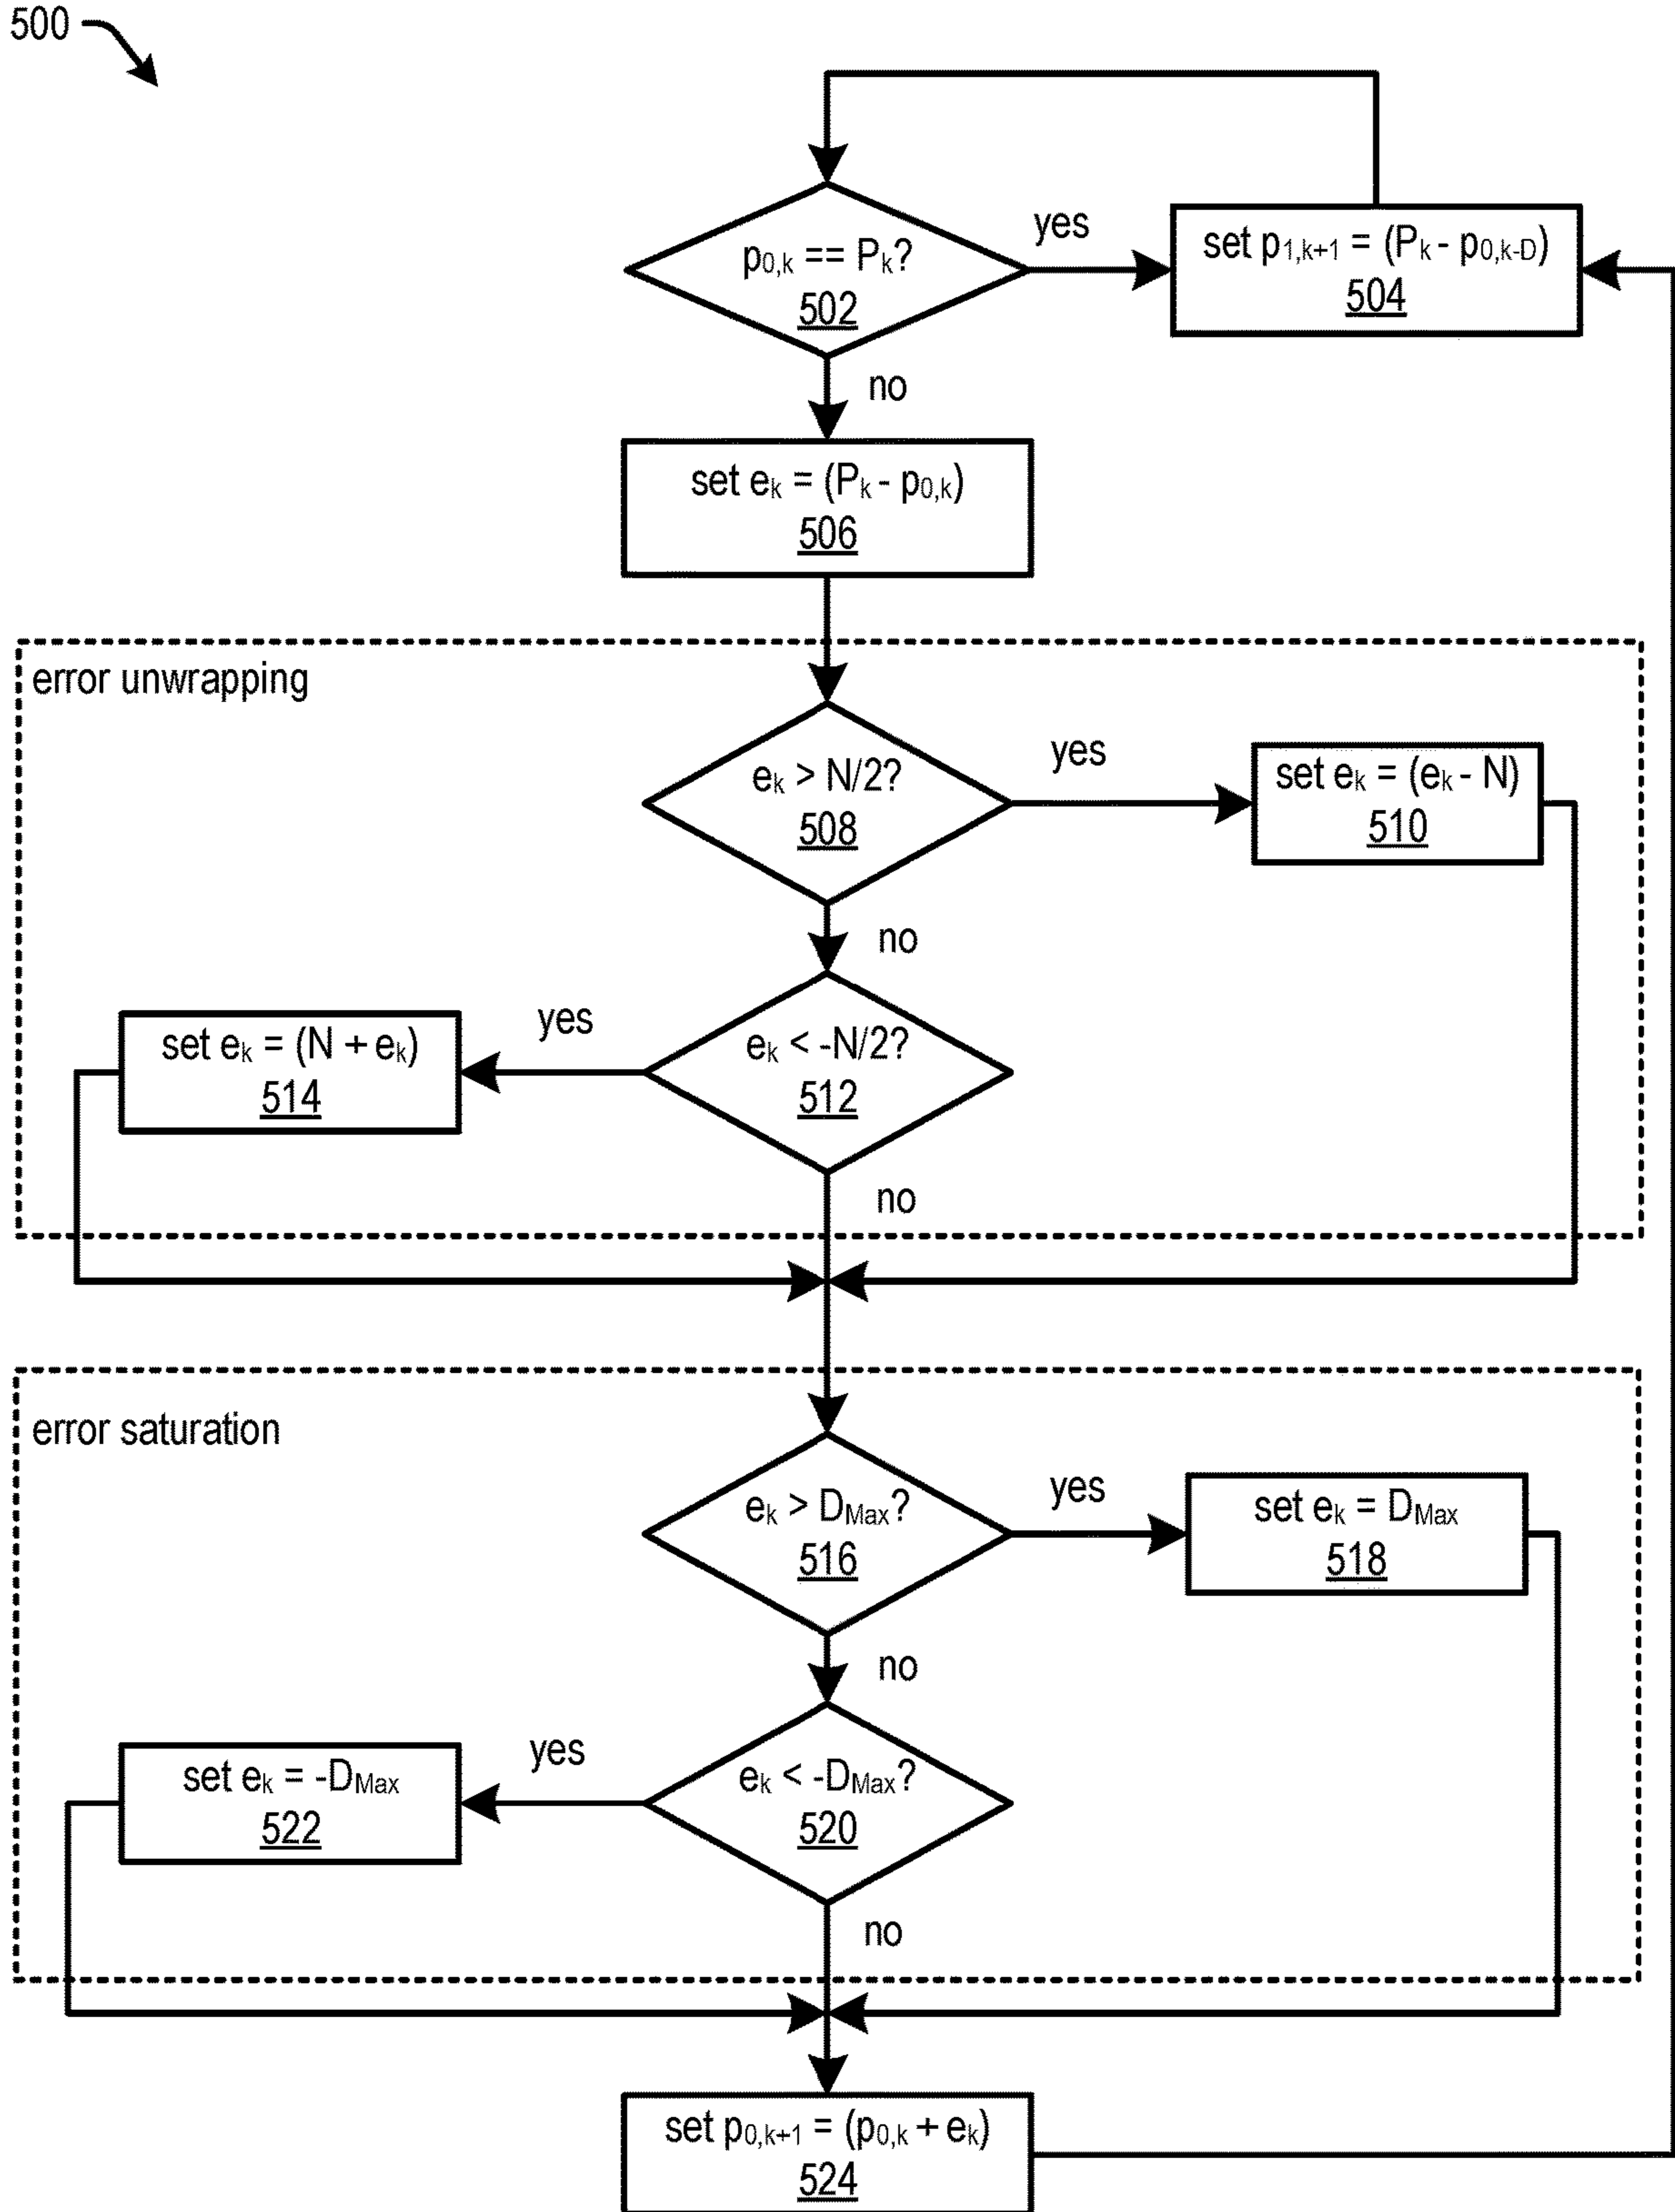 500
p0,k == Pk?
502
yes
set p1,k+1 = (Pk - p0,k-D)
504
no
set ek = (Pk - p0,k)
506
error unwrapping
ek > N/2?
508
yes
set ek = (ek - N)
510
no
ek < -N/2?
512
yes
set ek = (N + ek)
514
no
error saturation
ek > DMax?
516
yes
set ek = DMax
518
no
ek < -DMax?
520
yes
set ek = -DMax
522
no
set p0,k+1 = (p0,k + ek)
524